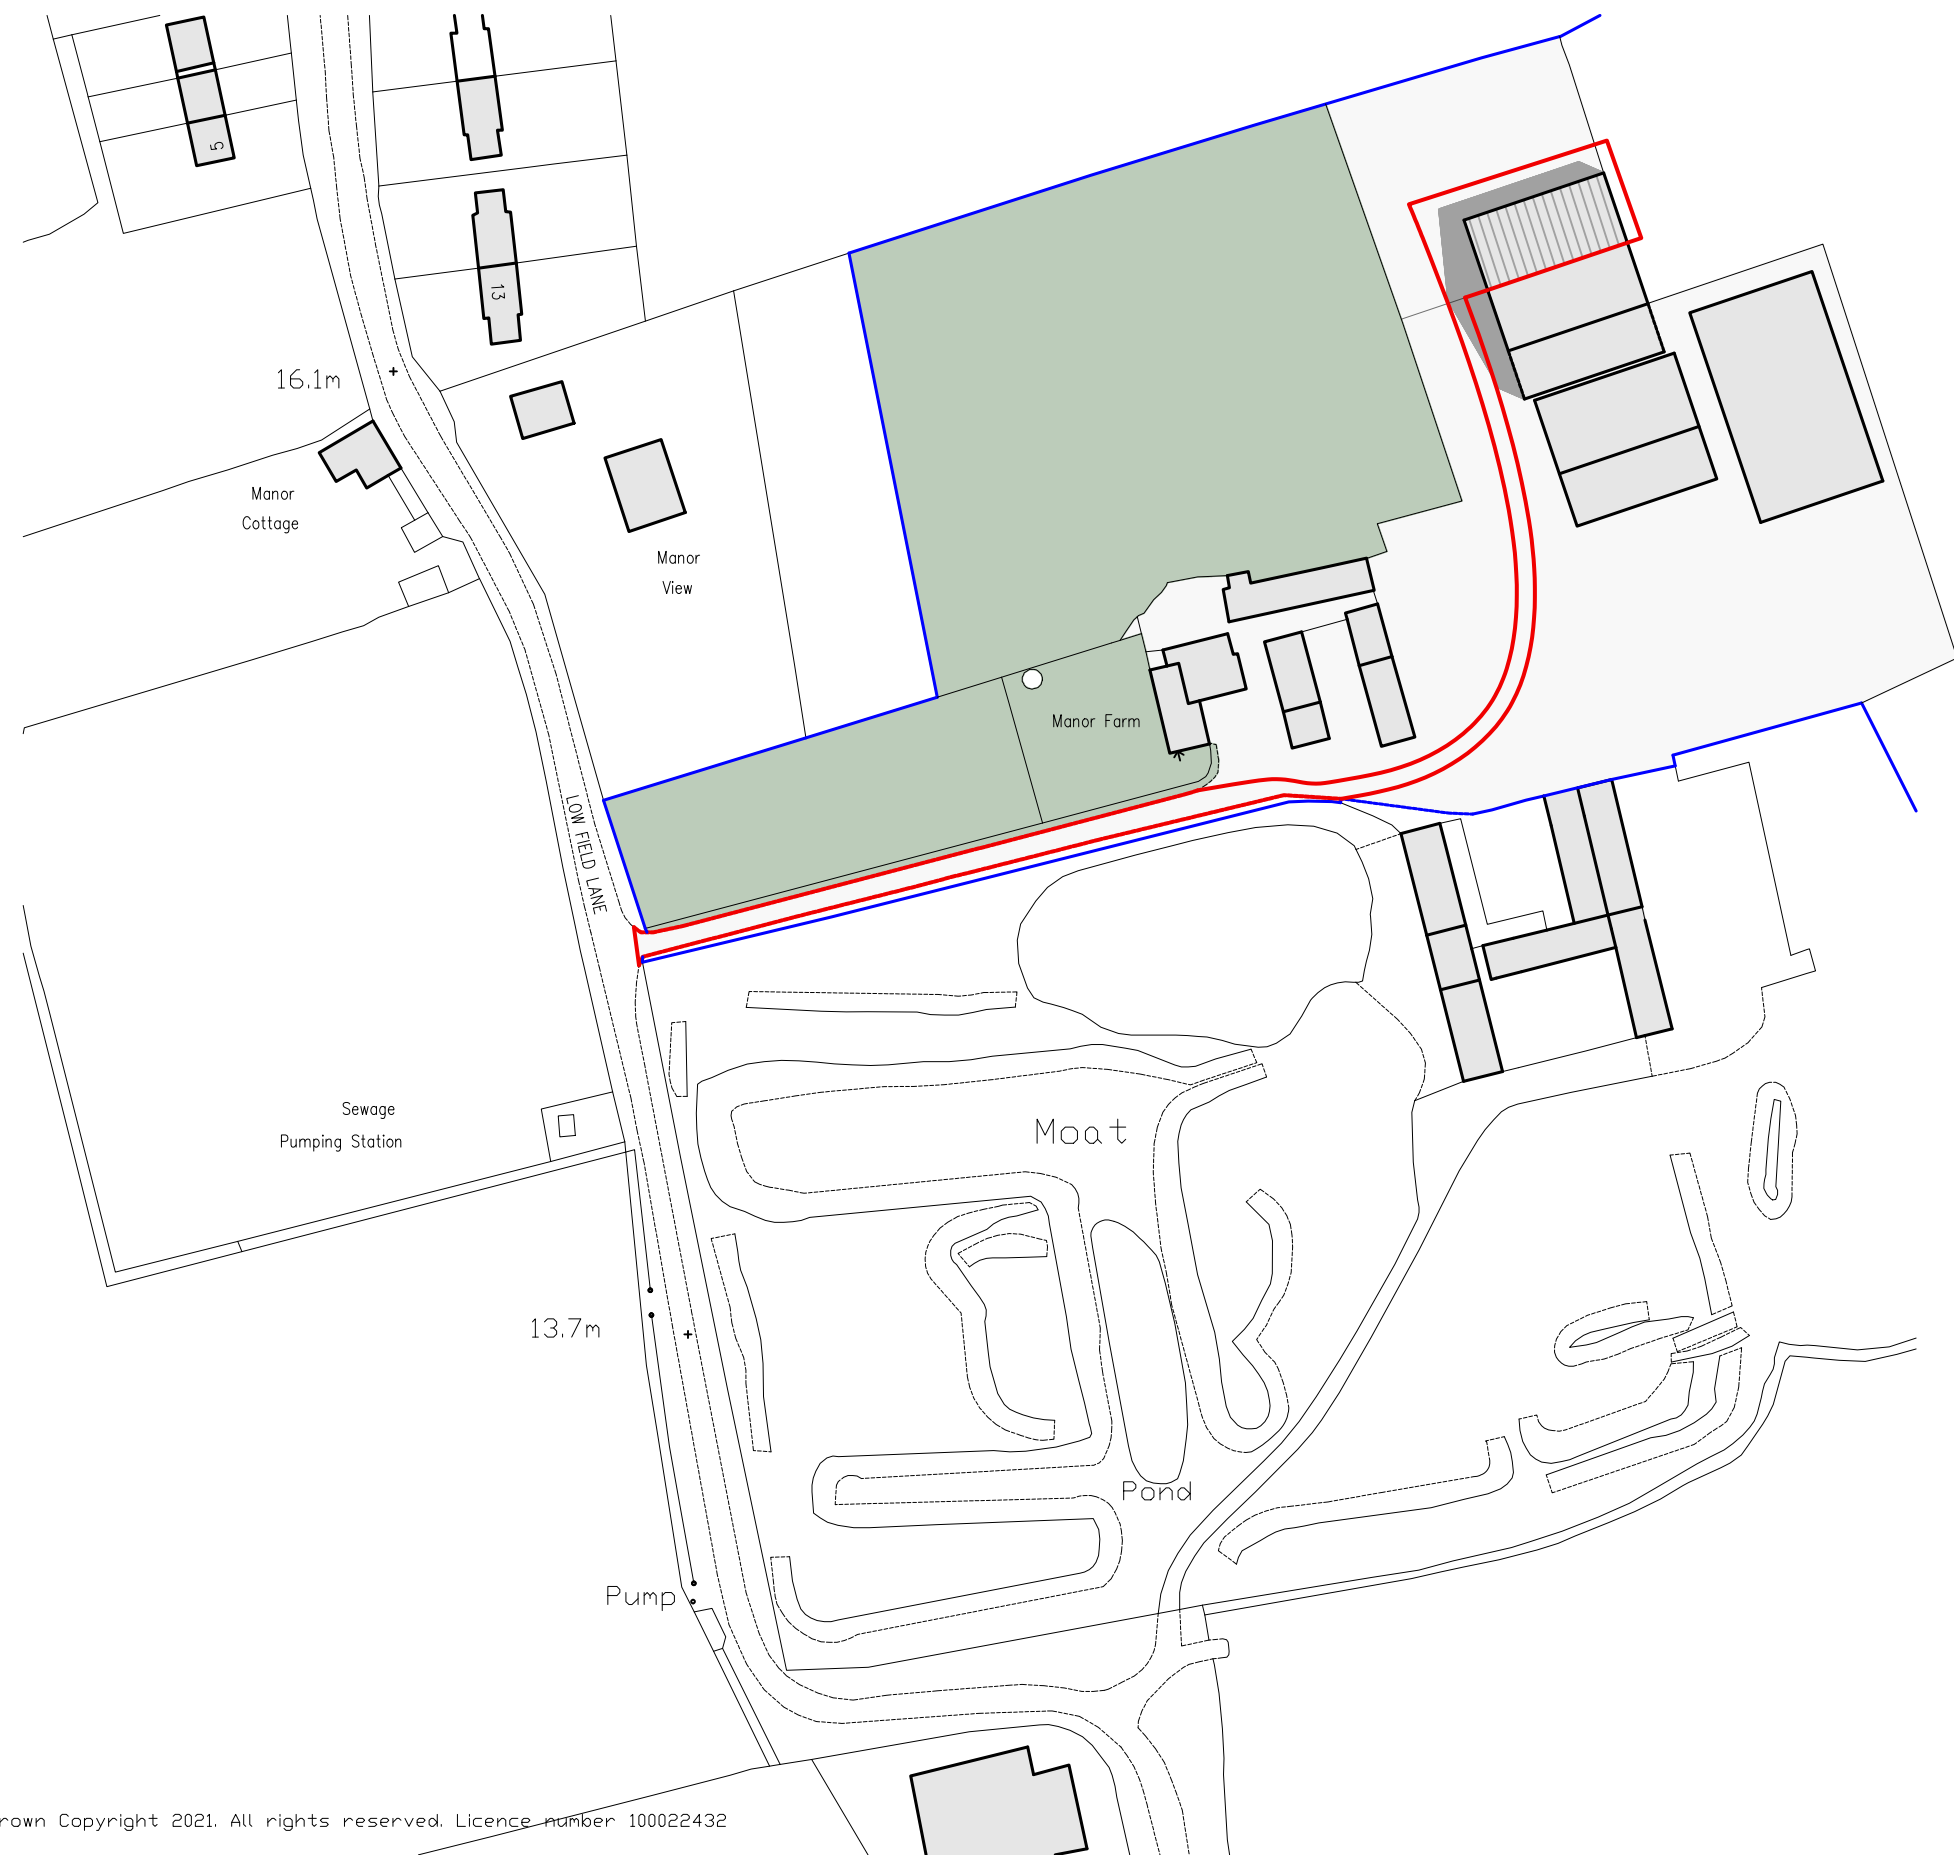 5
13
16.1m
Manor
Cottage
Manor
View
Manor Farm
LOW FIELD LANE
Sewage
Pumping Station
Moat
13.7m
Pond
Pump
rown Copyright 2021. All rights reserved. Licence number 100022432